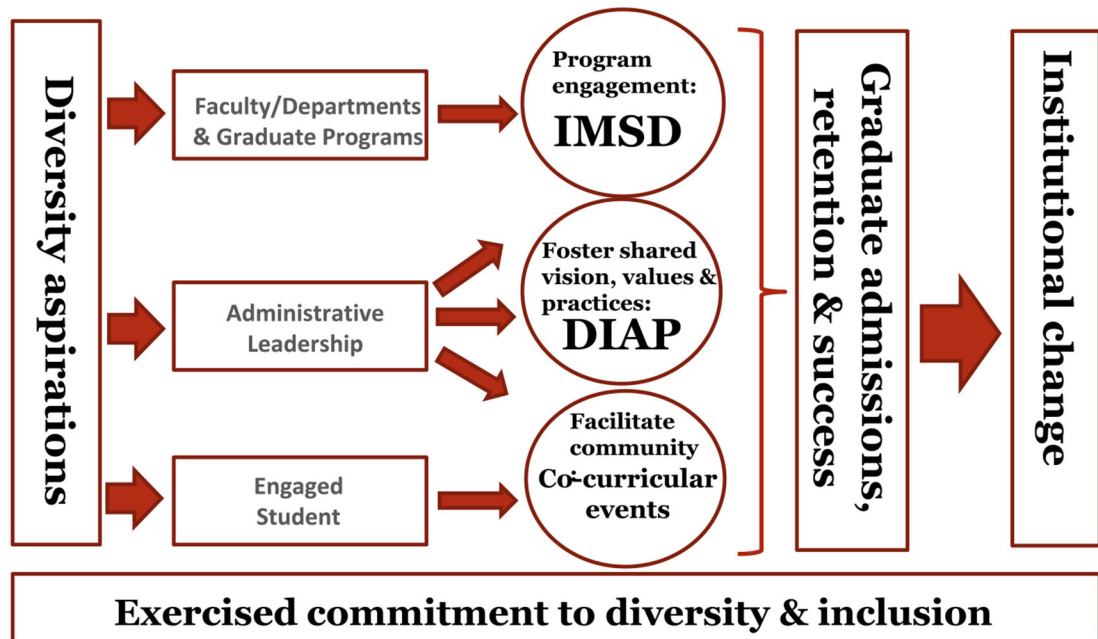 Diversity aspirations
Faculty/Departments
& Graduate Programs
Program
engagement:
IMSD
Administrative
Leadership
Foster shared
vision, values &
practices:
DIAP
Engaged
Student
Facilitate
community
Co-curricular
events
Graduate admissions,
retention & success
Institutional change
Exercised commitment to diversity & inclusion